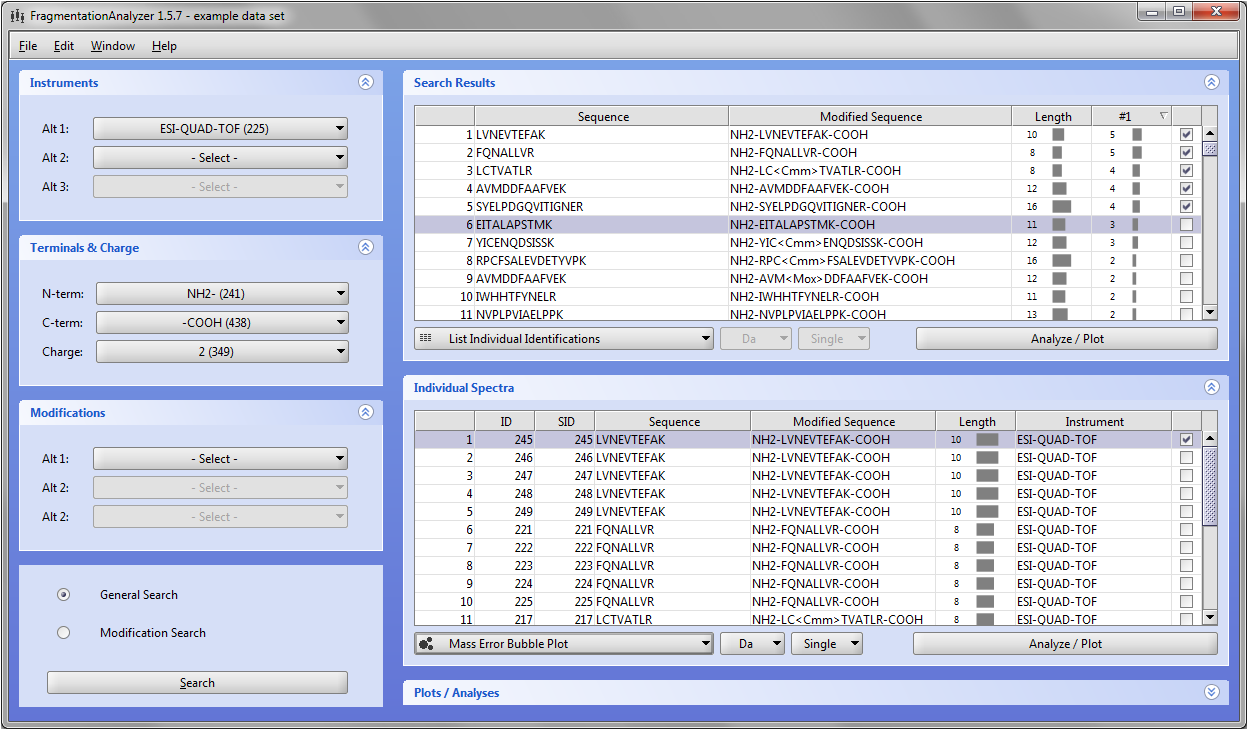 FragmentationAnalyzer 1.5.7 - example data set
File Edit Window Help
Instruments
Alt 1: ESI-QUAD-TOF (225)
Alt 2: - Select -
Alt 3: - Select -
Terminals & Charge
N-term: NH2- (241)
C-term: -COOH (438)
Charge: 2 (349)
Modifications
Alt 1: - Select -
Alt 2: - Select -
Alt 2: - Select -
General Search
Modification Search
Search
Search Results
Sequence Modified Sequence Length #1
1 LVNEVTEFAK NH2-LVNEVTEFAK-COOH 10 5
2 FQNALLVR NH2-FQNALLVR-COOH 8 5
3 LCTVATLR NH2-LC<Cmm>TVATLR-COOH 8 4
4 AVMDDFAAFVEK NH2-AVMDDFAAFVEK-COOH 12 4
5 SYELPDGQVITIGNER NH2-SYELPDGQVITIGNER-COOH 16 4
6 EITALAPSTMK NH2-EITALAPSTMK-COOH 11 3
7 YICENQDSISSK NH2-YIC<Cmm>ENQDSISSK-COOH 12 3
8 RPCFSALEVDETYVPK NH2-RPC<Cmm>FSALEVDETYVPK-COOH 16 2
9 AVMDDFAAFVEK NH2-AVM<Mox>DDFAAFVEK-COOH 12 2
10 IWHHTFYNELR NH2-IWHHTFYNELR-COOH 11 2
11 NVPLPVIAELPPK NH2-NVPLPVIAELPPK-COOH 13 2
List Individual Identifications Da Single Analyze / Plot
Individual Spectra
ID SID Sequence Modified Sequence Length Instrument
1 245 245 LVNEVTEFAK NH2-LVNEVTEFAK-COOH 10 ESI-QUAD-TOF
2 246 246 LVNEVTEFAK NH2-LVNEVTEFAK-COOH 10 ESI-QUAD-TOF
3 247 247 LVNEVTEFAK NH2-LVNEVTEFAK-COOH 10 ESI-QUAD-TOF
4 248 248 LVNEVTEFAK NH2-LVNEVTEFAK-COOH 10 ESI-QUAD-TOF
5 249 249 LVNEVTEFAK NH2-LVNEVTEFAK-COOH 10 ESI-QUAD-TOF
6 221 221 FQNALLVR NH2-FQNALLVR-COOH 8 ESI-QUAD-TOF
7 222 222 FQNALLVR NH2-FQNALLVR-COOH 8 ESI-QUAD-TOF
8 223 223 FQNALLVR NH2-FQNALLVR-COOH 8 ESI-QUAD-TOF
9 224 224 FQNALLVR NH2-FQNALLVR-COOH 8 ESI-QUAD-TOF
10 225 225 FQNALLVR NH2-FQNALLVR-COOH 8 ESI-QUAD-TOF
11 217 217 LCTVATLR NH2-LC<Cmm>TVATLR-COOH 8 ESI-QUAD-TOF
Mass Error Bubble Plot Da Single Analyze / Plot
Plots / Analyses